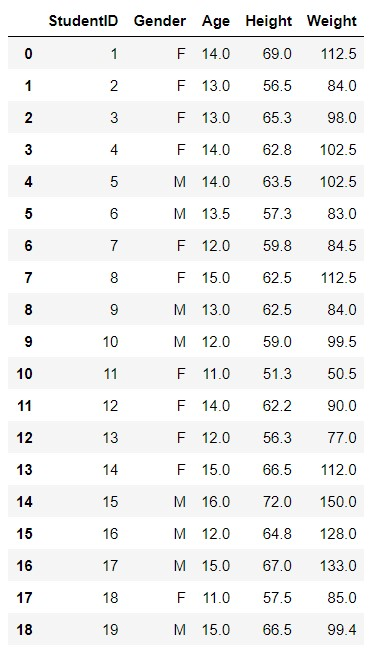 StudentID Gender Age Height Weight
0 1 F 14.0 69.0 112.5
1 2 F 13.0 56.5 84.0
2 3 F 13.0 65.3 98.0
3 4 F 14.0 62.8 102.5
4 5 M 14.0 63.5 102.5
5 6 M 13.5 57.3 83.0
6 7 F 12.0 59.8 84.5
7 8 F 15.0 62.5 112.5
8 9 M 13.0 62.5 84.0
9 10 M 12.0 59.0 99.5
10 11 F 11.0 51.3 50.5
11 12 F 14.0 62.2 90.0
12 13 F 12.0 56.3 77.0
13 14 F 15.0 66.5 112.0
14 15 M 16.0 72.0 150.0
15 16 M 12.0 64.8 128.0
16 17 M 15.0 67.0 133.0
17 18 F 11.0 57.5 85.0
18 19 M 15.0 66.5 99.4